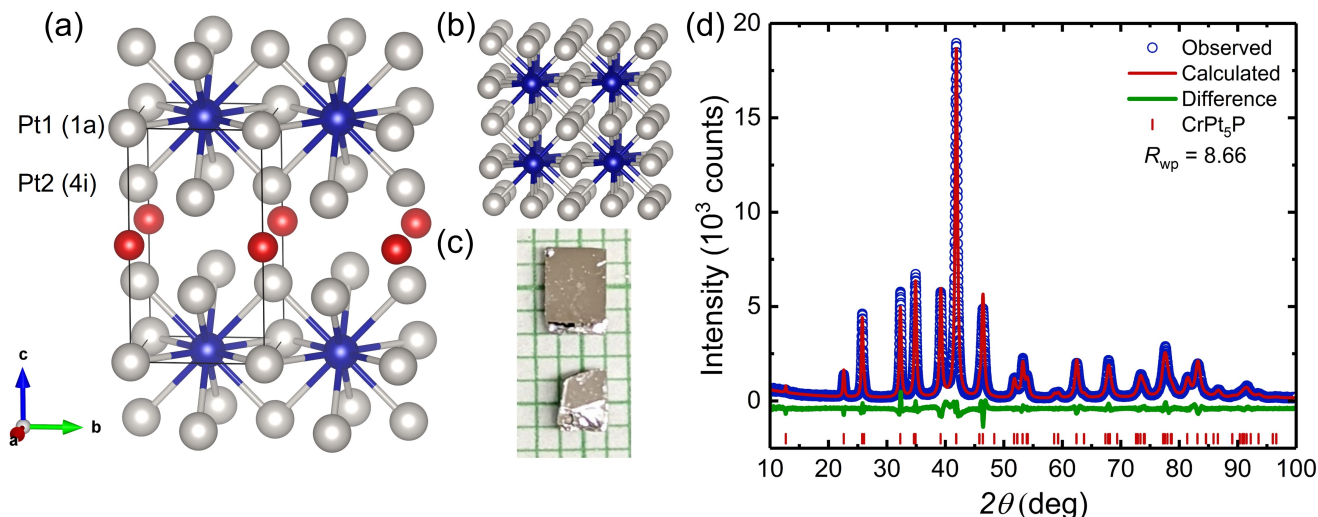 (a)
Pt1 (1a)
Pt2 (4i)
c
b
a
(b)
(c)
(d)
20
15
10
5
0
Intensity (10³ counts)
Observed
Calculated
Difference
CrPt₅P
R_wp = 8.66
10 20 30 40 50 60 70 80 90 100
2θ (deg)